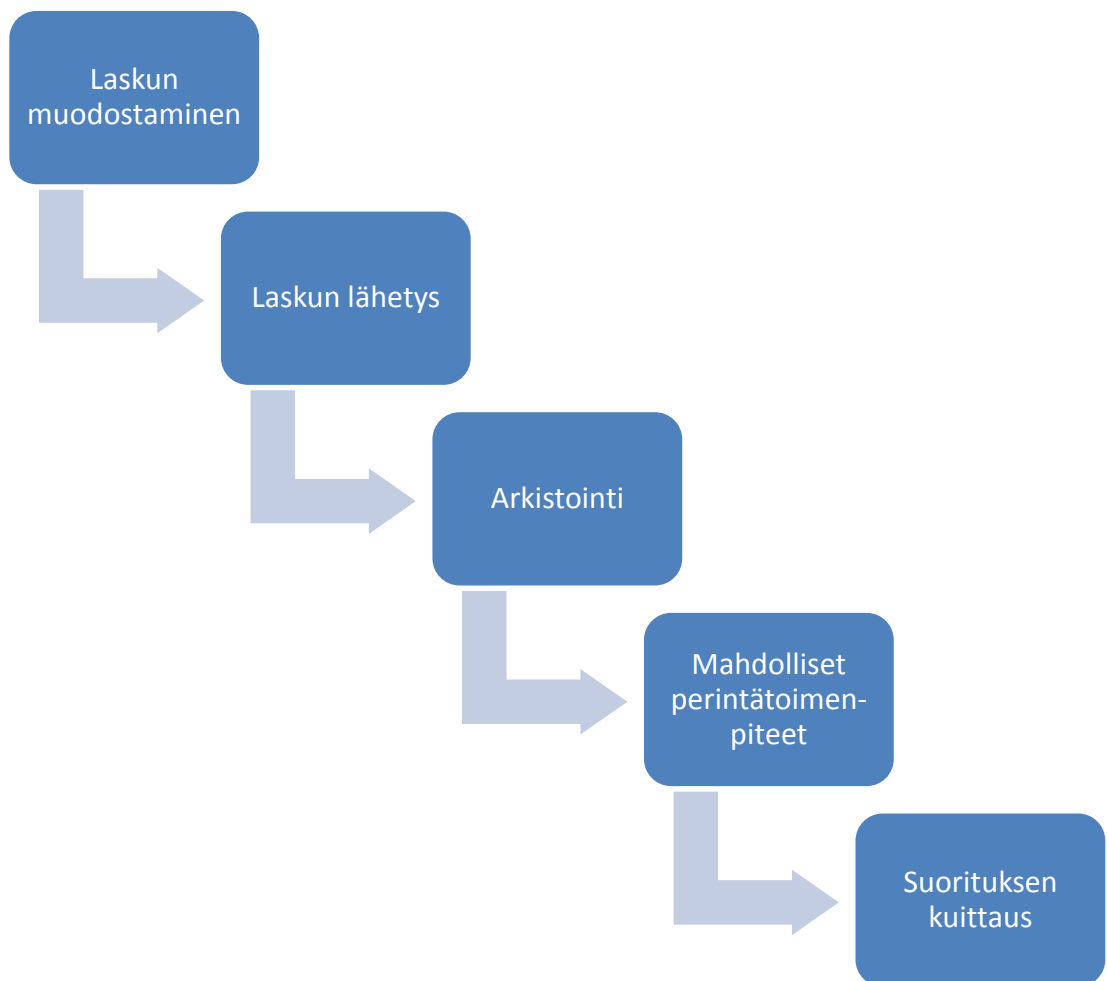 Laskun
muodostaminen
Laskun lähetys
Arkistointi
Mahdolliset
perintätoimen-
piteet
Suorituksen
kuittaus